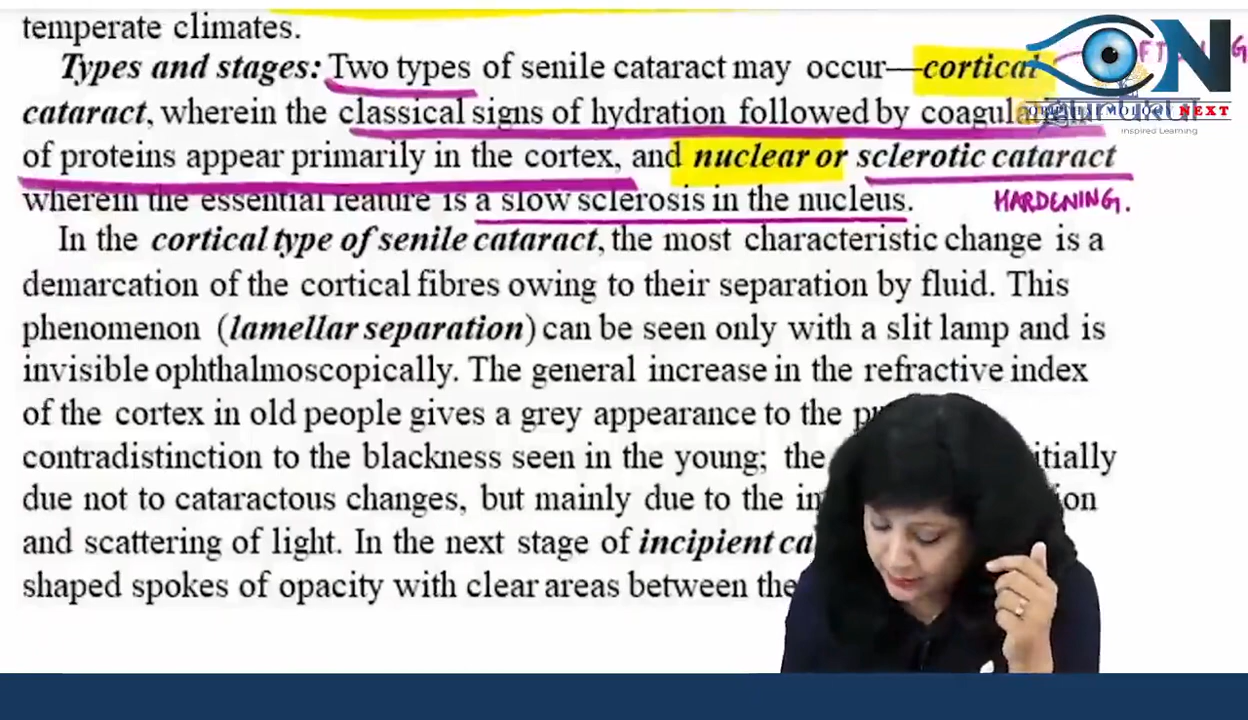 temperate climates.
Types and stages: Two types of senile cataract may occur—cortical
cataract, wherein the classical signs of hydration followed by
of proteins appear primarily in the cortex, and nuclear or sclerotic cataract
wherein the essential feature is a slow sclerosis in the nucleus.
HARDENING.
In the cortical type of senile cataract, the most characteristic change is a
demarcation of the cortical fibres owing to their separation by fluid. This
phenomenon (lamellar separation) can be seen only with a slit lamp and is
invisible ophthalmoscopically. The general increase in the refractive index
of the cortex in old people gives a grey appearance to the
contradistinction to the blackness seen in the young; the
due not to cataractous changes, but mainly due to the
and scattering of light. In the next stage of incipient
shaped spokes of opacity with clear areas between
ON
NEXT
Inspired Learning